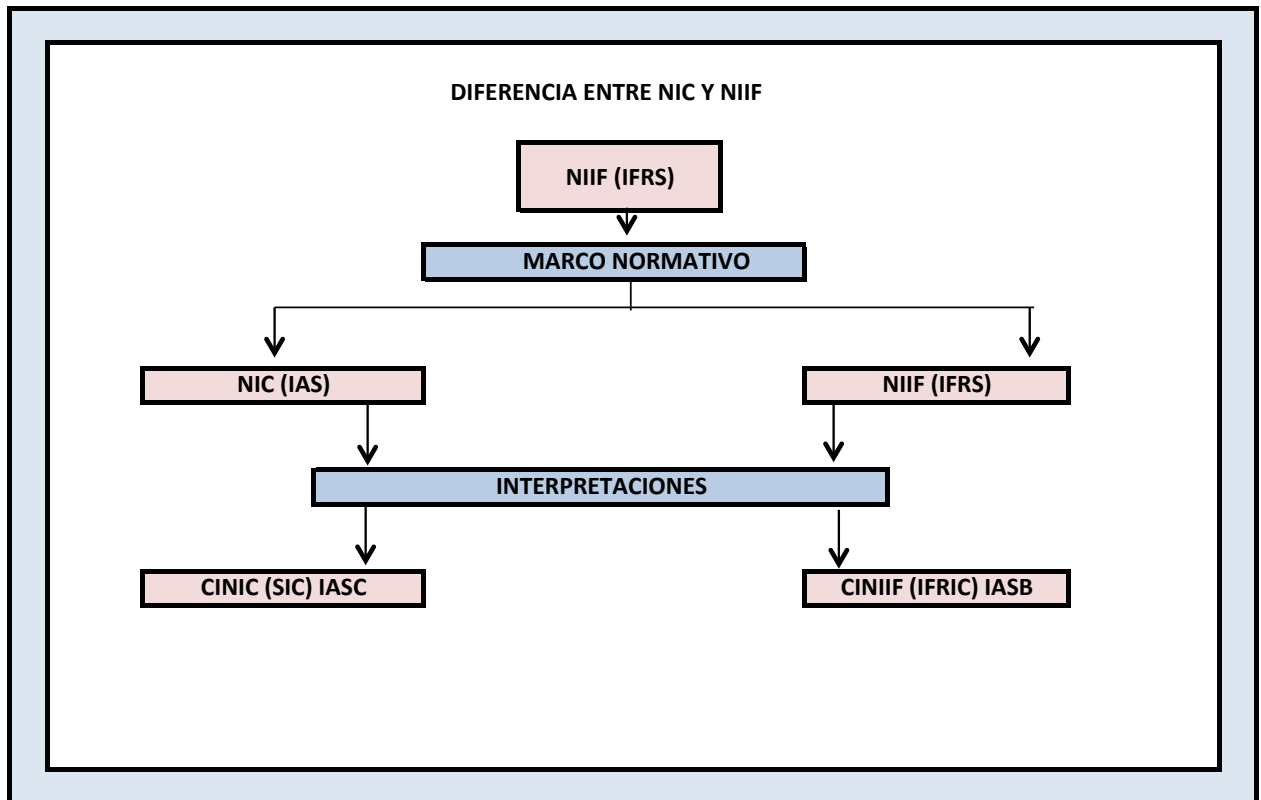 DIFERENCIA ENTRE NIC Y NIIF
NIIF (IFRS)
MARCO NORMATIVO
NIC (IAS)
NIIF (IFRS)
INTERPRETACIONES
CINIC (SIC) IASC
CINIIF (IFRIC) IASB